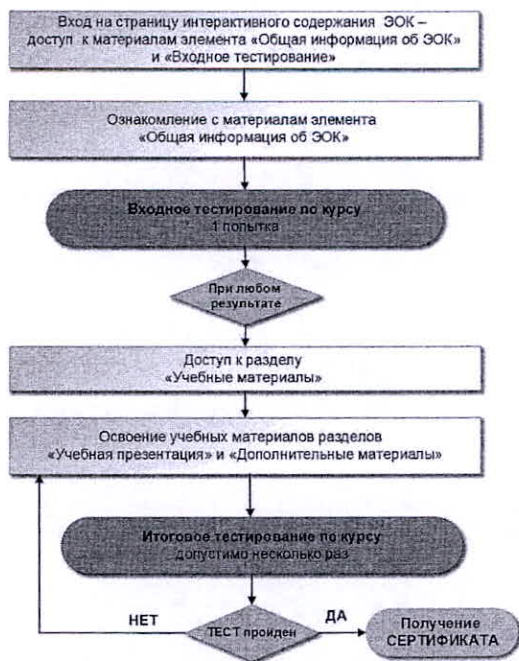 Вход на страницу интерактивного содержания ЭОК –
доступ к материалам элемента «Общая информация об ЭОК»
и «Входное тестирование»
Ознакомление с материалам элемента
«Общая информация об ЭОК»
Входное тестирование по курсу
1 попытка
При любом
результате
Доступ к разделу
«Учебные материалы»
Освоение учебных материалов разделов
«Учебная презентация» и «Дополнительные материалы»
Итоговое тестирование по курсу
допустимо несколько раз
НЕТ
ТЕСТ пройден
ДА
Получение
СЕРТИФИКАТА